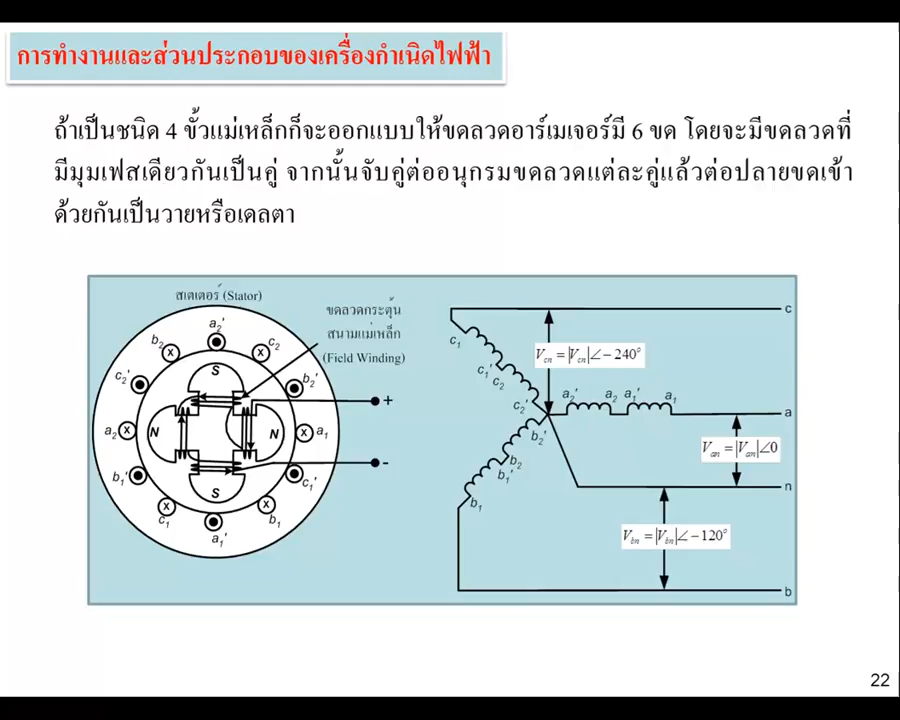 การทำงานและส่วนประกอบของเครื่องกำเนิดไฟฟ้า
ถ้าเป็นชนิด 4 ขั้วแม่เหล็กก็จะออกแบบให้ขดลวดอาร์เมเจอร์มี 6 ขด โดยจะมีขดลวดที่
มีมุมเฟสเดียวกันเป็นคู่ จากนั้นจับคู่ต่ออนุกรมขดลวดแต่ละคู่แล้วต่อปลายขดเข้า
ด้วยกันเป็นวายหรือเดลตา
สเตเตอร์ (Stator)
ขดลวดกระตุ้น
สนามแม่เหล็ก
(Field Winding)
a₂'
b₂ x
c₂ x
c₂'
b₂'
a₂ x
x a₁
b₁'
c₁'
x c₁
x b₁
a₁'
S
N
N
S
+
-
c
c₁
c₁'
c₂
c₂'
V_cn = |V_cn|∠−240°
a₂'
a₂
a₁'
a₁
a
V_an = |V_an|∠0
b₂'
b₂
b₁'
b₁
n
V_bn = |V_bn|∠−120°
b
22